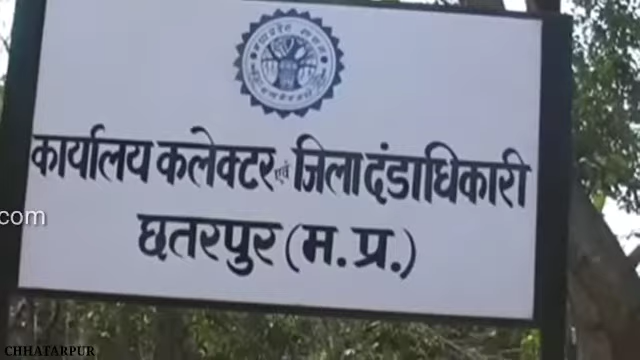 कार्यालय कलेक्टर एवं जिला दंडाधिकारी
छतरपुर (म. प्र.)
.com
CHHATARPUR